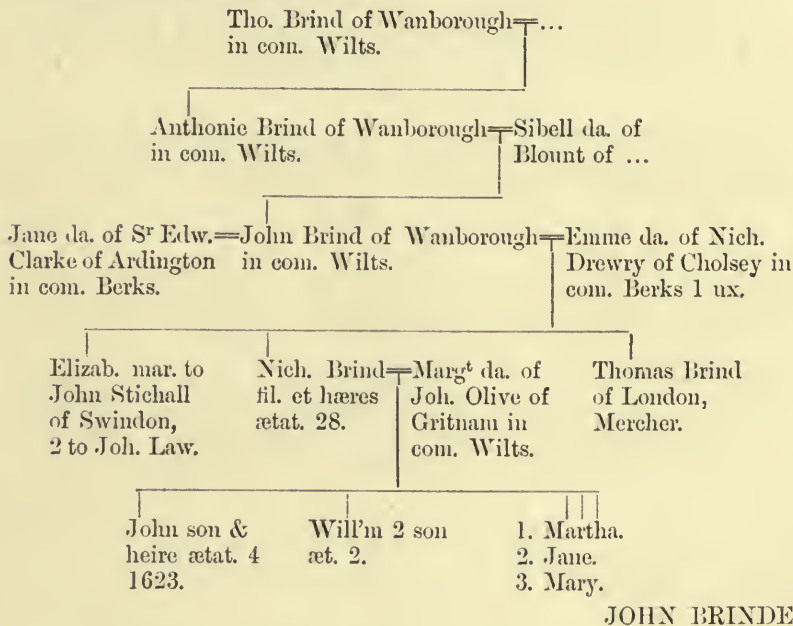 Tho. Brind of Wanborough=...
in com. Wilts.
Anthonie Brind of Wanborough=Sibell da. of
in com. Wilts.
Blount of ...
Jane da. of Sʳ Edw.=John Brind of Wanborough=Emme da. of Nich.
Clarke of Ardington
in com. Berks.
in com. Wilts.
Drewry of Cholsey in
com. Berks 1 ux.
Elizab. mar. to
John Stichall
of Swindon,
2 to Joh. Law.
Nich. Brind=Margᵗ da. of
fil. et hæres
ætat. 28.
Joh. Olive of
Gritnam in
com. Wilts.
Thomas Brind
of London,
Mercher.
John son &
heire ætat. 4
1623.
Will'm 2 son
æt. 2.
1. Martha.
2. Jane.
3. Mary.
JOHN BRINDE